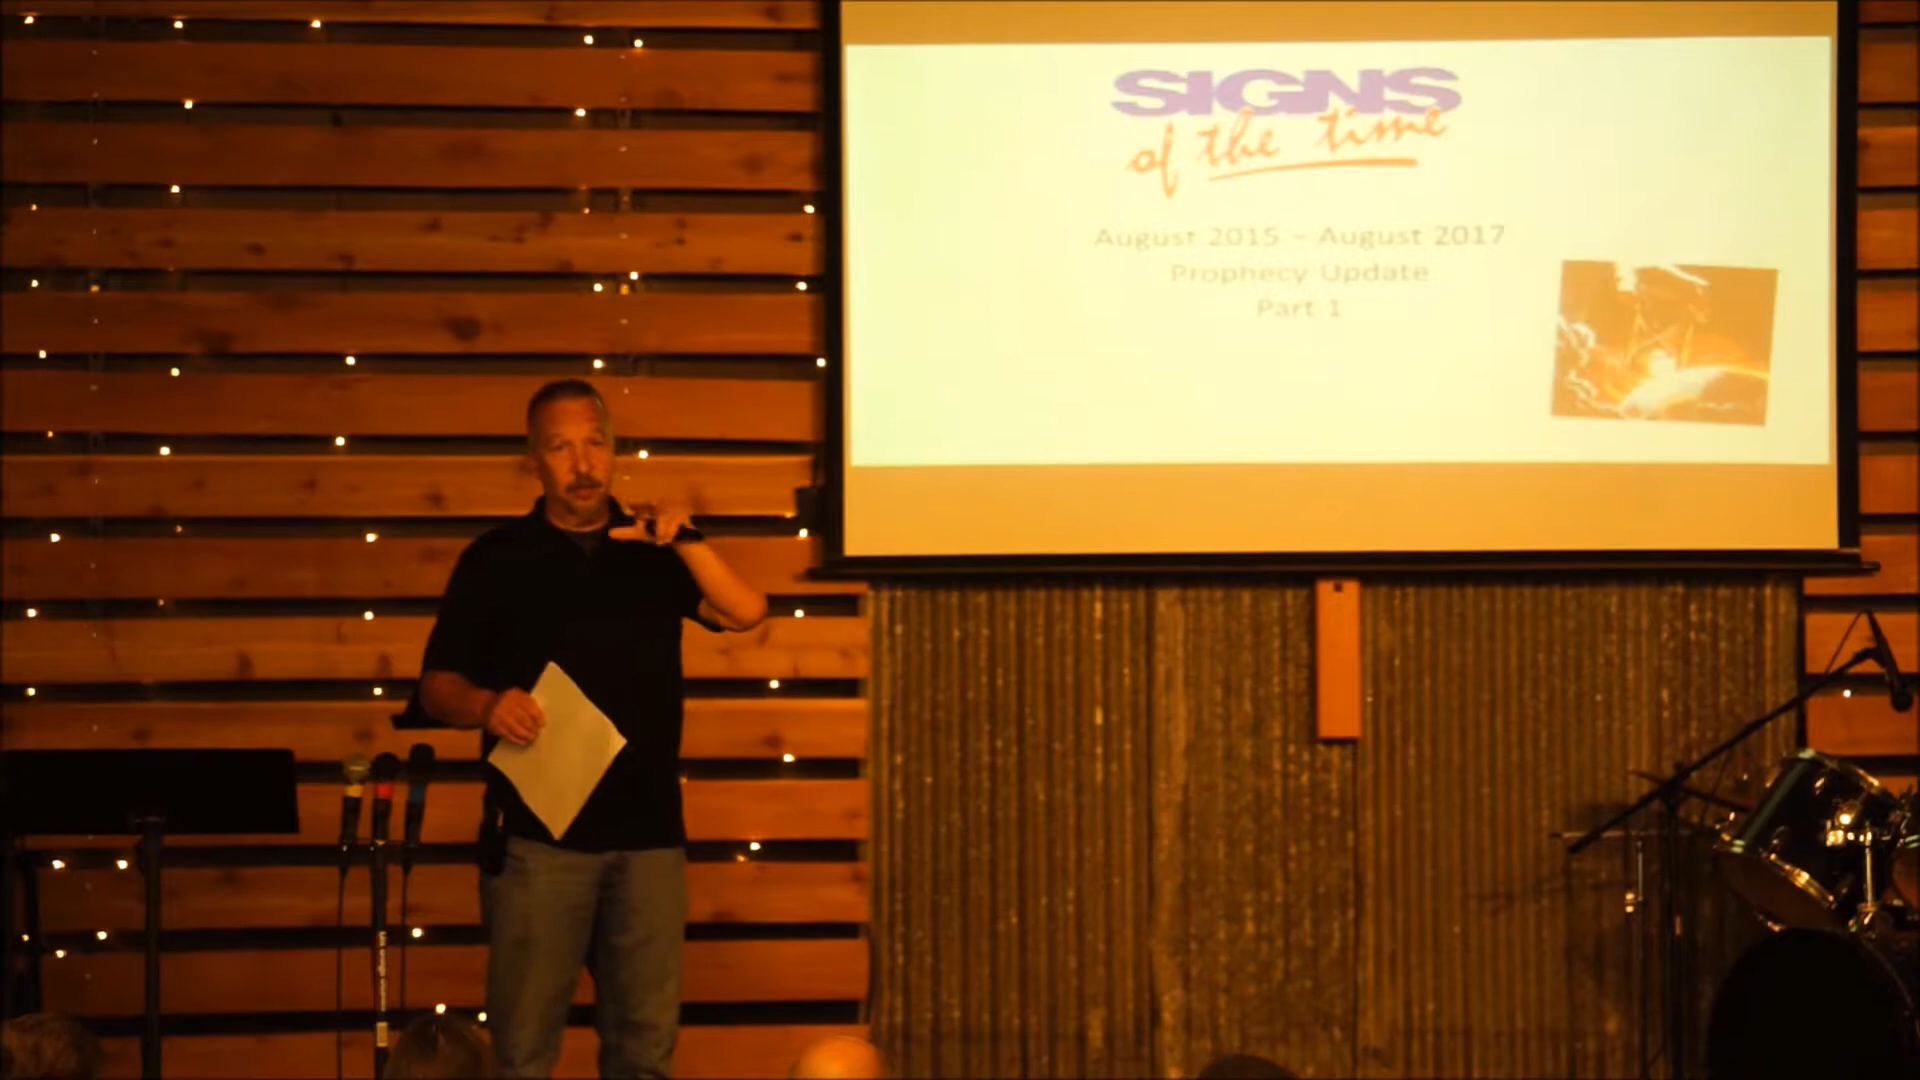 SIGNS
of the time
August 2015 – August 2017
Prophecy Update
Part 1